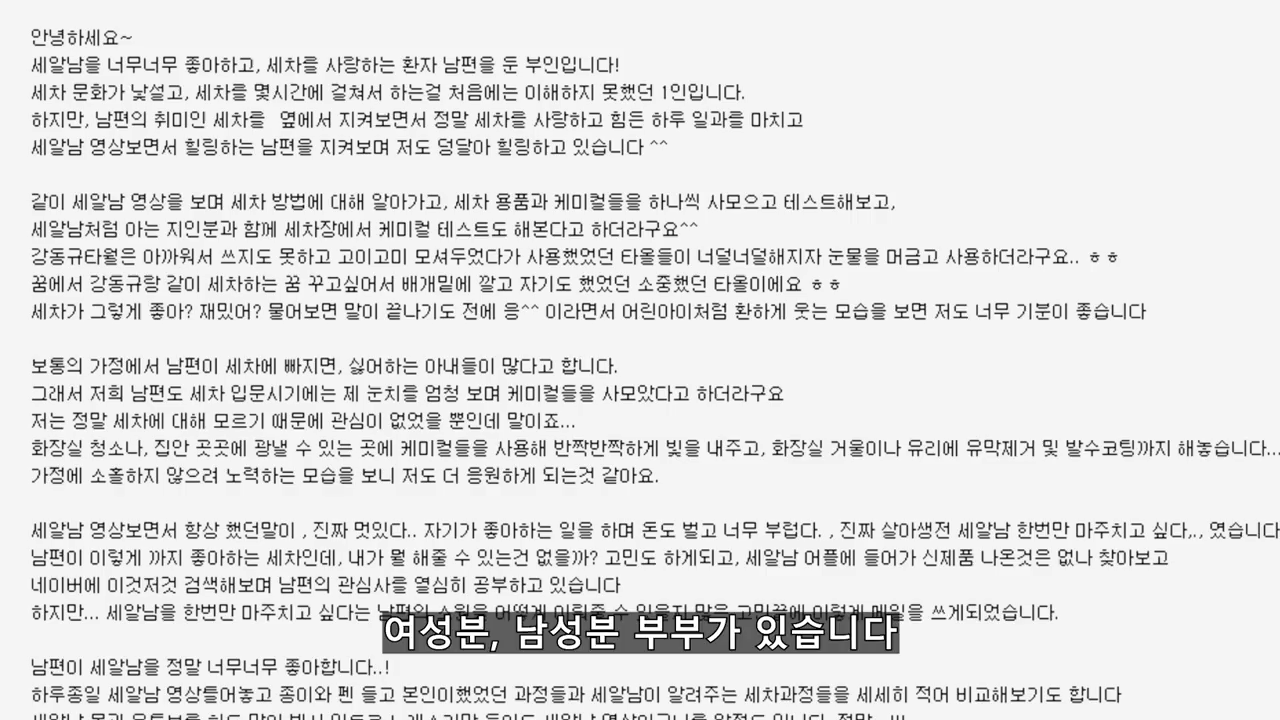 안녕하세요~
세알남을 너무너무 좋아하고, 세차를 사랑하는 환자 남편을 둔 부인입니다!
세차 문화가 낯설고, 세차를 몇시간에 걸쳐서 하는걸 처음에는 이해하지 못했던 1인입니다.
하지만, 남편의 취미인 세차를 옆에서 지켜보면서 정말 세차를 사랑하고 힘든 하루 일과를 마치고
세알남 영상보면서 힐링하는 남편을 지켜보며 저도 덩달아 힐링하고 있습니다 ^^
같이 세알남 영상을 보며 세차 방법에 대해 알아가고, 세차 용품과 케미컬들을 하나씩 사모으고 테스트해보고,
세알남처럼 아는 지인분과 함께 세차장에서 케미컬 테스트도 해본다고 하더라구요^^
강동규타월은 아까워서 쓰지도 못하고 고이고미 모셔두었다가 사용했었던 타올들이 너덜너덜해지자 눈물을 머금고 사용하더라구요.. ㅎㅎ
꿈에서 강동규랑 같이 세차하는 꿈 꾸고싶어서 배개밑에 깔고 자기도 했었던 소중했던 타올이에요 ㅎㅎ
세차가 그렇게 좋아? 재밌어? 물어보면 말이 끝나기도 전에 응^^ 이라면서 어린아이처럼 환하게 웃는 모습을 보면 저도 너무 기분이 좋습니다
보통의 가정에서 남편이 세차에 빠지면, 싫어하는 아내들이 많다고 합니다.
그래서 저희 남편도 세차 입문시기에는 제 눈치를 엄청 보며 케미컬들을 사모았다고 하더라구요
저는 정말 세차에 대해 모르기 때문에 관심이 없었을 뿐인데 말이죠...
화장실 청소나, 집안 곳곳에 광낼 수 있는 곳에 케미컬들을 사용해 반짝반짝하게 빛을 내주고, 화장실 거울이나 유리에 유막제거 및 발수코팅까지 해놓습니다...
가정에 소홀하지 않으려 노력하는 모습을 보니 저도 더 응원하게 되는것 같아요.
세알남 영상보면서 항상 했던말이 , 진짜 멋있다.. 자기가 좋아하는 일을 하며 돈도 벌고 너무 부럽다. , 진짜 살아생전 세알남 한번만 마주치고 싶다.., 였습니다
남편이 이렇게 까지 좋아하는 세차인데, 내가 뭘 해줄 수 있는건 없을까? 고민도 하게되고, 세알남 어플에 들어가 신제품 나온것은 없나 찾아보고
네이버에 이것저것 검색해보며 남편의 관심사를 열심히 공부하고 있습니다
하지만... 세알남을 한번만 마주치고 싶다는 남편의 소원을 어떻게 이뤄줄 수 있을지 많은 고민끝에 이렇게 메일을 쓰게되었습니다.
여성분, 남성분 부부가 있습니다
남편이 세알남을 정말 너무너무 좋아합니다..!
하루종일 세알남 영상틀어놓고 종이와 펜 들고 본인이했었던 과정들과 세알남이 알려주는 세차과정들을 세세히 적어 비교해보기도 합니다